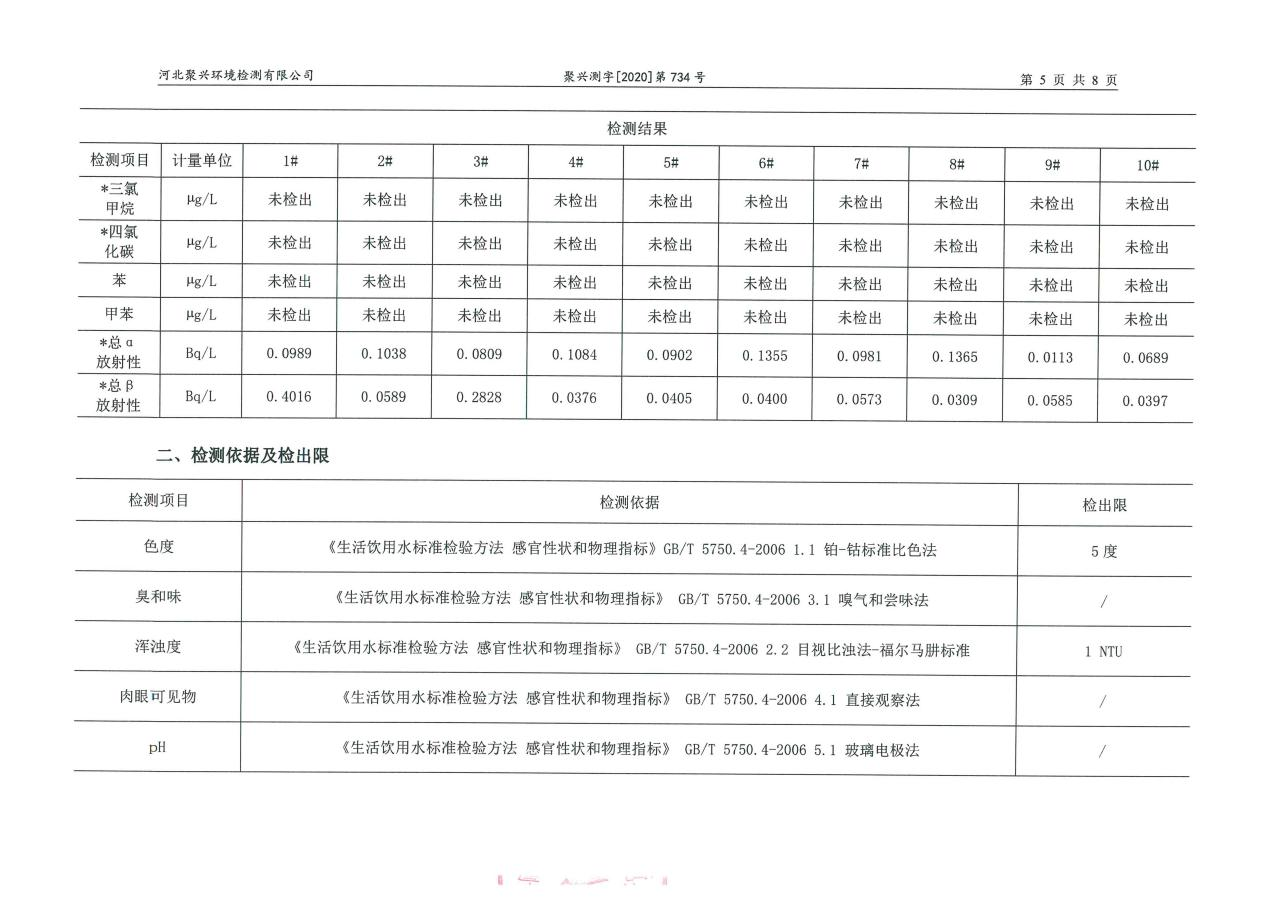 河北聚兴环境检测有限公司 聚兴测字[2020]第 734 号 第 5 页 共 8 页
检测结果
检测项目 计量单位 1# 2# 3# 4# 5# 6# 7# 8# 9# 10#
*三氯甲烷 μg/L 未检出 未检出 未检出 未检出 未检出 未检出 未检出 未检出 未检出 未检出
*四氯化碳 μg/L 未检出 未检出 未检出 未检出 未检出 未检出 未检出 未检出 未检出 未检出
苯 μg/L 未检出 未检出 未检出 未检出 未检出 未检出 未检出 未检出 未检出 未检出
甲苯 μg/L 未检出 未检出 未检出 未检出 未检出 未检出 未检出 未检出 未检出 未检出
*总α放射性 Bq/L 0.0989 0.1038 0.0809 0.1084 0.0902 0.1355 0.0981 0.1365 0.0113 0.0689
*总β放射性 Bq/L 0.4016 0.0589 0.2828 0.0376 0.0405 0.0400 0.0573 0.0309 0.0585 0.0397
二、检测依据及检出限
检测项目 检测依据 检出限
色度 《生活饮用水标准检验方法 感官性状和物理指标》GB/T 5750.4-2006 1.1 铂-钴标准比色法 5 度
臭和味 《生活饮用水标准检验方法 感官性状和物理指标》 GB/T 5750.4-2006 3.1 嗅气和尝味法 /
浑浊度 《生活饮用水标准检验方法 感官性状和物理指标》 GB/T 5750.4-2006 2.2 目视比浊法-福尔马肼标准 1 NTU
肉眼可见物 《生活饮用水标准检验方法 感官性状和物理指标》 GB/T 5750.4-2006 4.1 直接观察法 /
pH 《生活饮用水标准检验方法 感官性状和物理指标》 GB/T 5750.4-2006 5.1 玻璃电极法 /